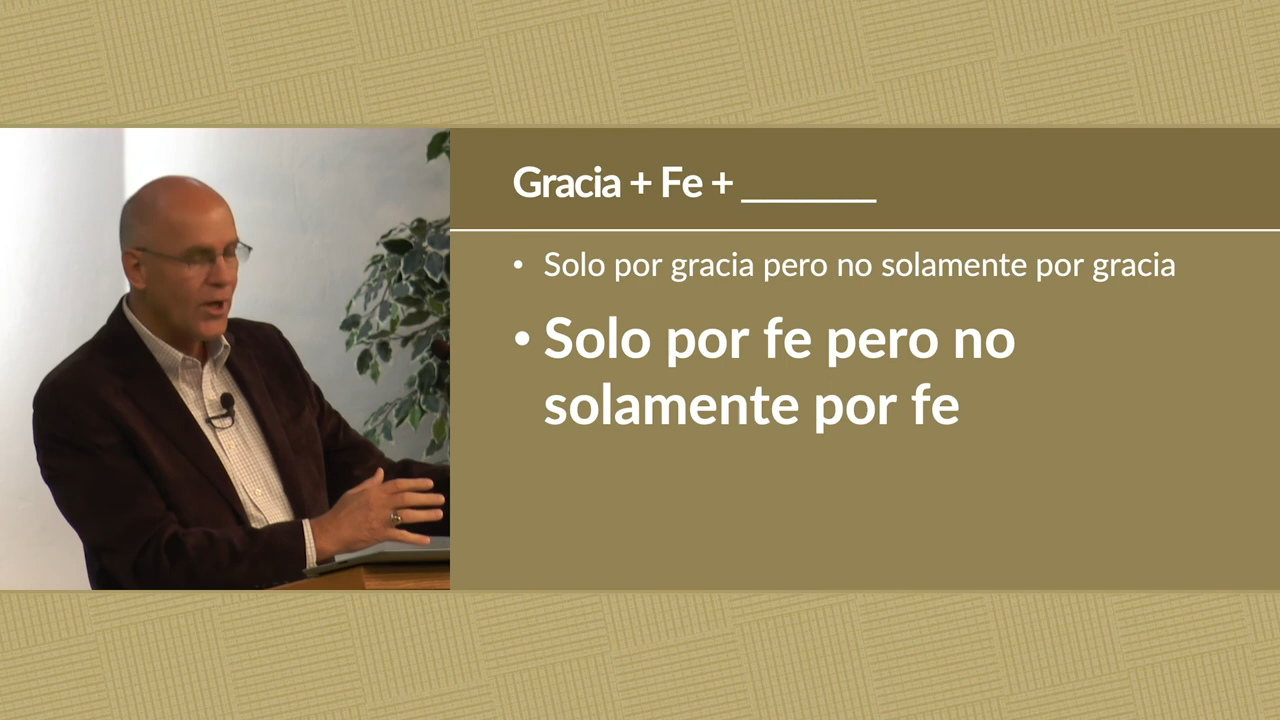 Gracia + Fe + _______
• Solo por gracia pero no solamente por gracia
• Solo por fe pero no
solamente por fe